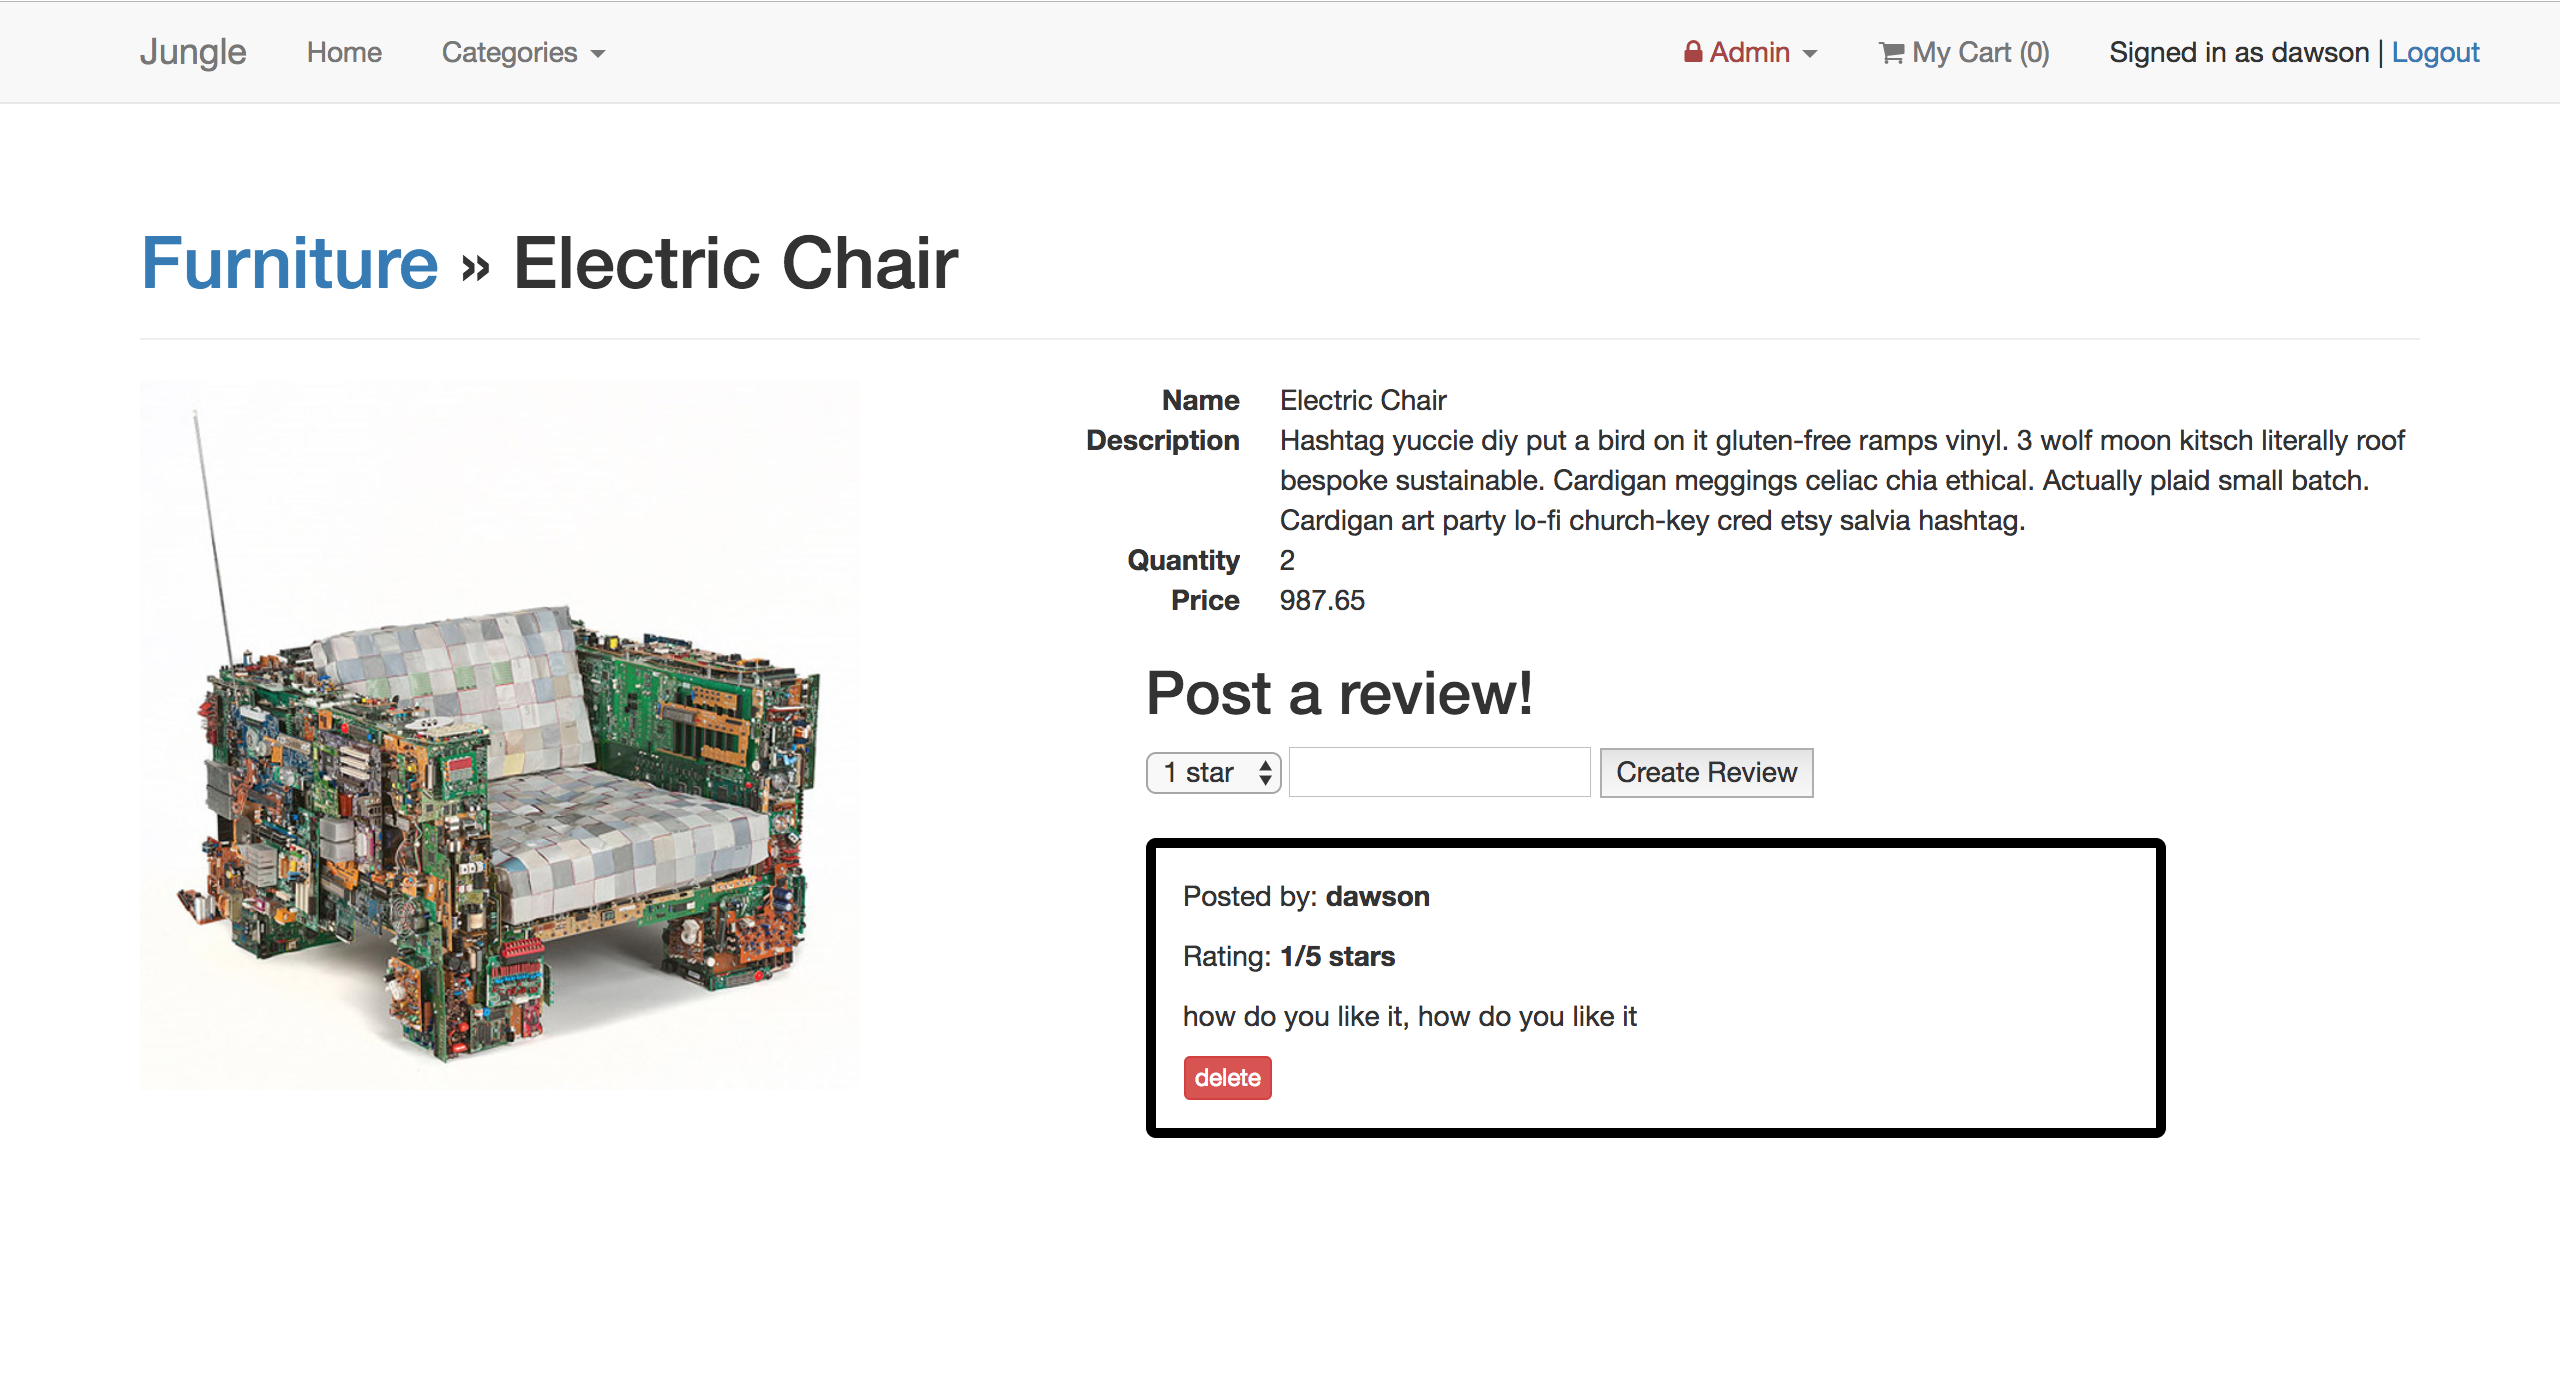 Jungle Home Categories Admin My Cart (0) Signed in as dawson | Logout
Furniture » Electric Chair
Name Electric Chair
Description Hashtag yuccie diy put a bird on it gluten-free ramps vinyl. 3 wolf moon kitsch literally roof
bespoke sustainable. Cardigan meggings celiac chia ethical. Actually plaid small batch.
Cardigan art party lo-fi church-key cred etsy salvia hashtag.
Quantity 2
Price 987.65
Post a review!
1 star Create Review
Posted by: dawson
Rating: 1/5 stars
how do you like it, how do you like it
delete